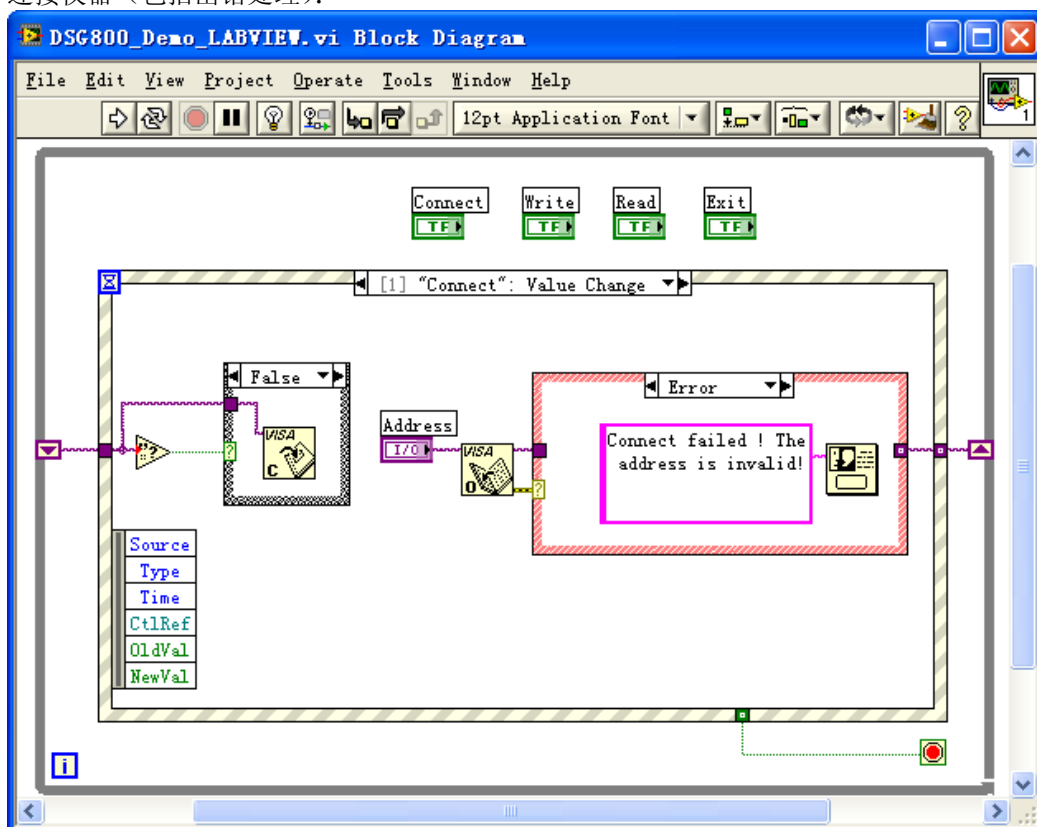 连接仪器（包括出错处理）：
DSG800_Demo_LABVIEW.vi Block Diagram
File Edit View Project Operate Tools Window Help
12pt Application Font
1
Connect Write Read Exit
TF TF TF TF
[1] "Connect": Value Change
False
Error
Address
I/O
"?
?
VISA
C
VISA
O
?
Connect failed ! The
address is invalid!
Source
Type
Time
CtlRef
OldVal
NewVal
i